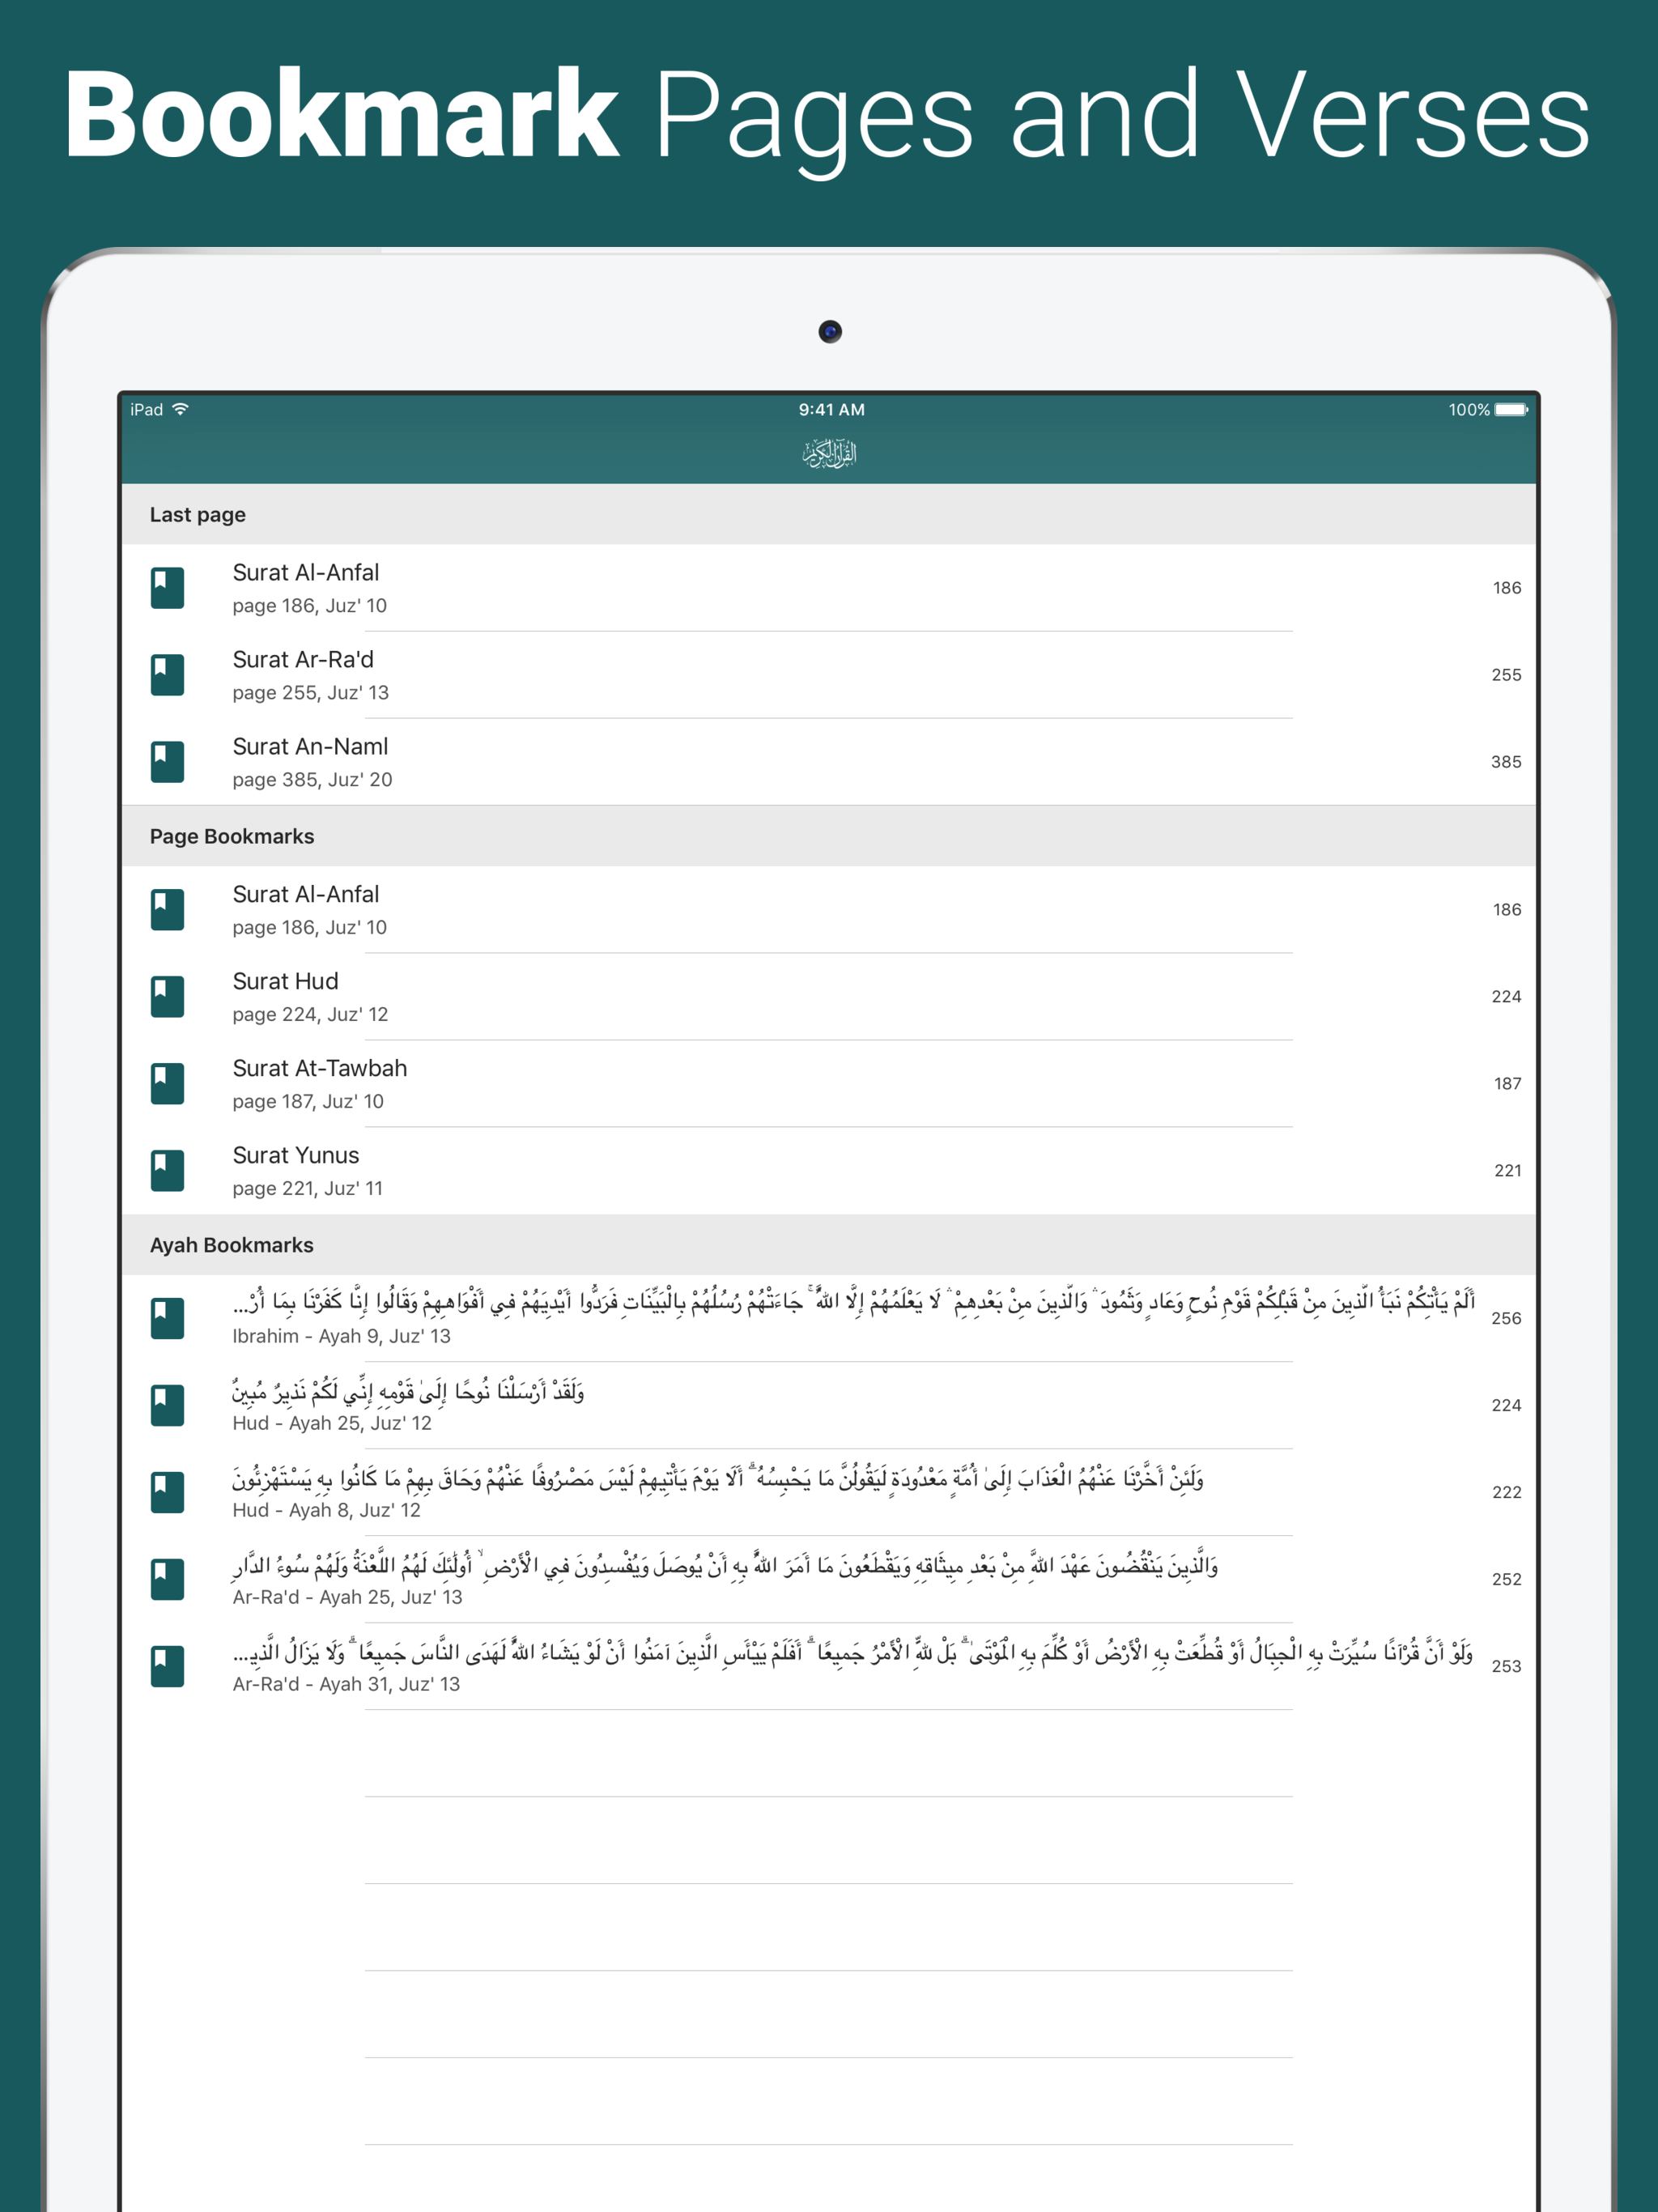 Bookmark Pages and Verses
iPad 9:41 AM 100%
القرآن الكريم
Last page
Surat Al-Anfal
page 186, Juz' 10
186
Surat Ar-Ra'd
page 255, Juz' 13
255
Surat An-Naml
page 385, Juz' 20
385
Page Bookmarks
Surat Al-Anfal
page 186, Juz' 10
186
Surat Hud
page 224, Juz' 12
224
Surat At-Tawbah
page 187, Juz' 10
187
Surat Yunus
page 221, Juz' 11
221
Ayah Bookmarks
أَلَمْ يَأْتِكُمْ نَبَأُ الَّذِينَ مِنْ قَبْلِكُمْ قَوْمِ نُوحٍ وَعَادٍ وَثَمُودَ ۛ وَالَّذِينَ مِنْ بَعْدِهِمْ ۛ لَا يَعْلَمُهُمْ إِلَّا اللَّهُ ۚ جَاءَتْهُمْ رُسُلُهُمْ بِالْبَيِّنَاتِ فَرَدُّوا أَيْدِيَهُمْ فِي أَفْوَاهِهِمْ وَقَالُوا إِنَّا كَفَرْنَا بِمَا أُرْ...
Ibrahim - Ayah 9, Juz' 13
256
وَلَقَدْ أَرْسَلْنَا نُوحًا إِلَىٰ قَوْمِهِ إِنِّي لَكُمْ نَذِيرٌ مُبِينٌ
Hud - Ayah 25, Juz' 12
224
وَلَئِنْ أَخَّرْنَا عَنْهُمُ الْعَذَابَ إِلَىٰ أُمَّةٍ مَعْدُودَةٍ لَيَقُولُنَّ مَا يَحْبِسُهُ ۗ أَلَا يَوْمَ يَأْتِيهِمْ لَيْسَ مَصْرُوفًا عَنْهُمْ وَحَاقَ بِهِمْ مَا كَانُوا بِهِ يَسْتَهْزِئُونَ
Hud - Ayah 8, Juz' 12
222
وَالَّذِينَ يَنْقُضُونَ عَهْدَ اللَّهِ مِنْ بَعْدِ مِيثَاقِهِ وَيَقْطَعُونَ مَا أَمَرَ اللَّهُ بِهِ أَنْ يُوصَلَ وَيُفْسِدُونَ فِي الْأَرْضِ ۙ أُولَٰئِكَ لَهُمُ اللَّعْنَةُ وَلَهُمْ سُوءُ الدَّارِ
Ar-Ra'd - Ayah 25, Juz' 13
252
وَلَوْ أَنَّ قُرْآنًا سُيِّرَتْ بِهِ الْجِبَالُ أَوْ قُطِّعَتْ بِهِ الْأَرْضُ أَوْ كُلِّمَ بِهِ الْمَوْتَىٰ ۗ بَلْ لِلَّهِ الْأَمْرُ جَمِيعًا ۗ أَفَلَمْ يَيْأَسِ الَّذِينَ آمَنُوا أَنْ لَوْ يَشَاءُ اللَّهُ لَهَدَى النَّاسَ جَمِيعًا ۗ وَلَا يَزَالُ الَّذِيـ...
Ar-Ra'd - Ayah 31, Juz' 13
253